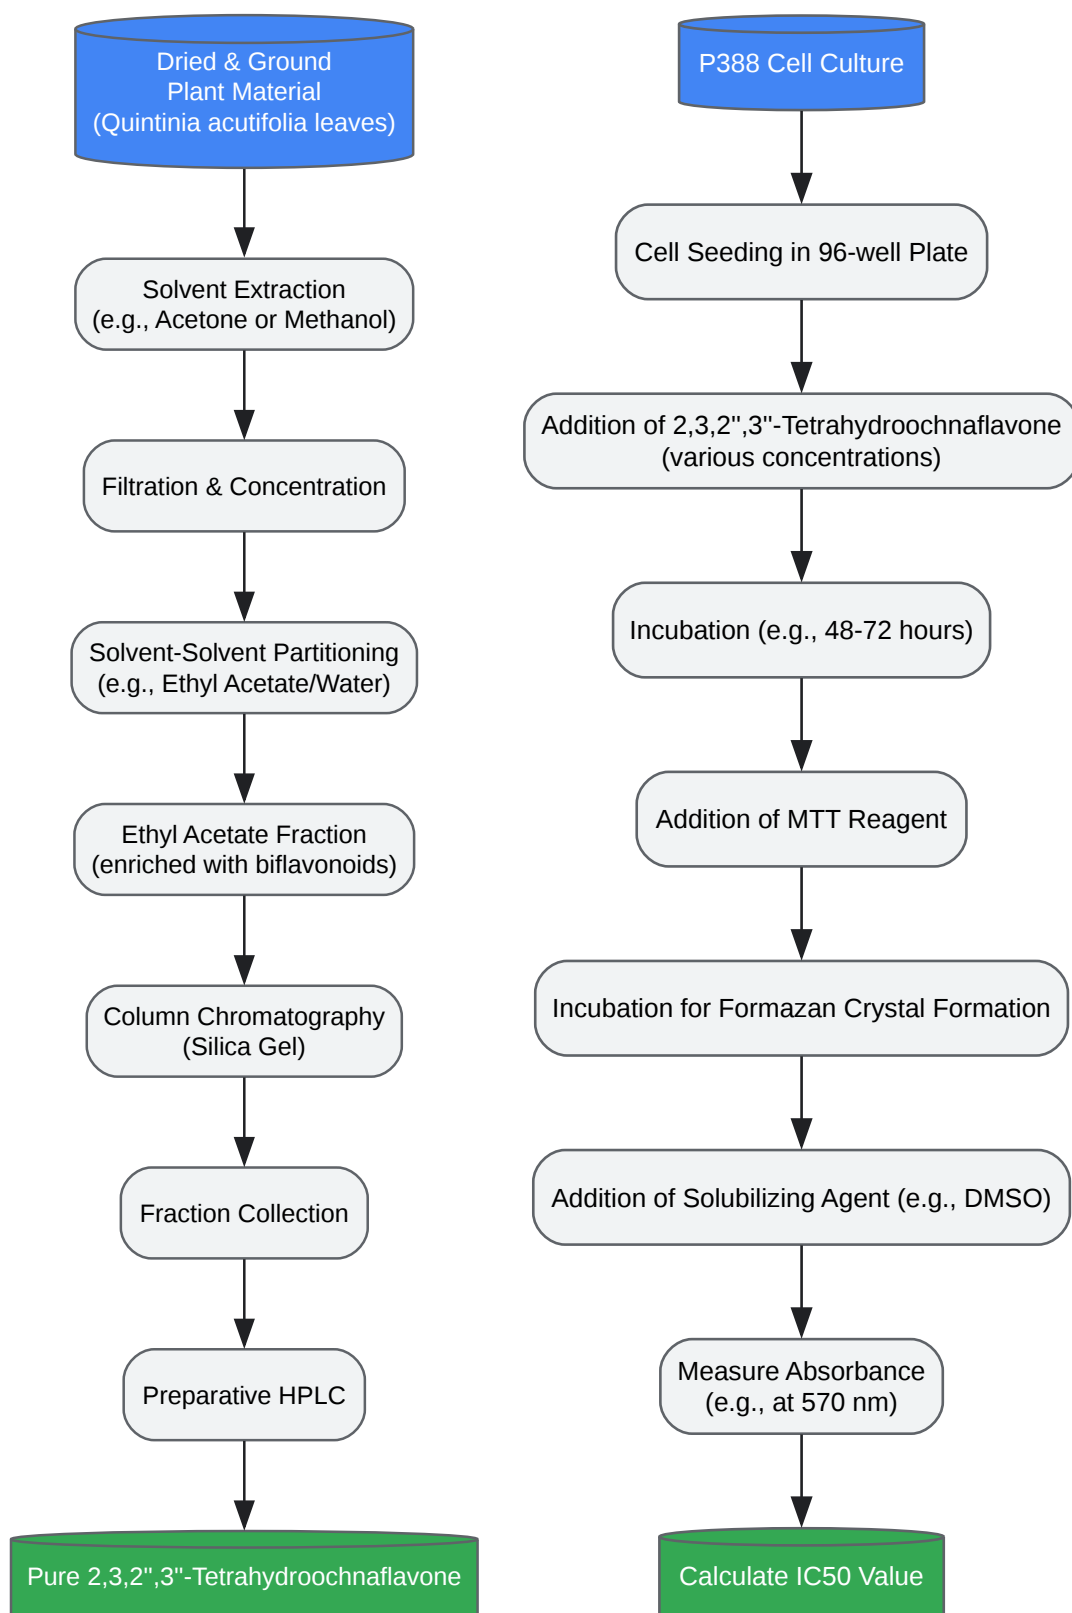 Dried & Ground
Plant Material
(Quintinia acutifolia leaves)
Solvent Extraction
(e.g., Acetone or Methanol)
Filtration & Concentration
Solvent-Solvent Partitioning
(e.g., Ethyl Acetate/Water)
Ethyl Acetate Fraction
(enriched with biflavonoids)
Column Chromatography
(Silica Gel)
Fraction Collection
Preparative HPLC
Pure 2,3,2",3"-Tetrahydroochnaflavone
P388 Cell Culture
Cell Seeding in 96-well Plate
Addition of 2,3,2",3"-Tetrahydroochnaflavone
(various concentrations)
Incubation (e.g., 48-72 hours)
Addition of MTT Reagent
Incubation for Formazan Crystal Formation
Addition of Solubilizing Agent (e.g., DMSO)
Measure Absorbance
(e.g., at 570 nm)
Calculate IC50 Value